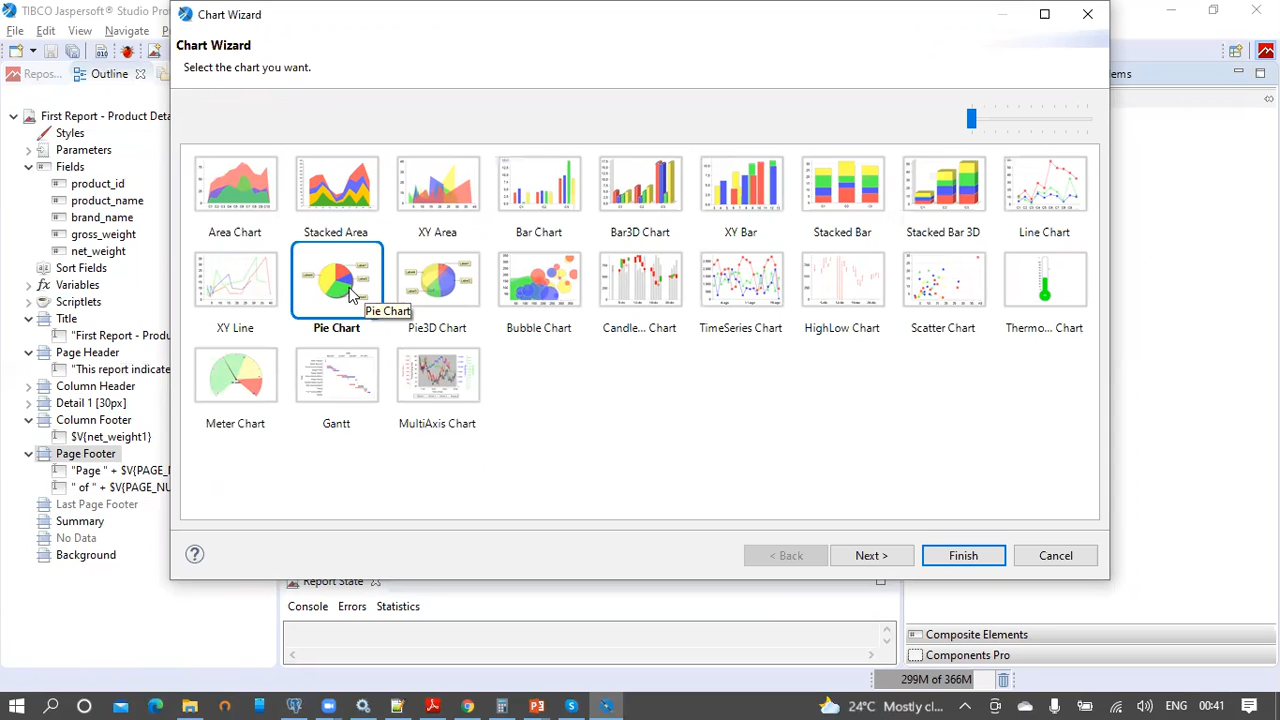 TIBCO Jaspersoft® Studio Pro
File Edit View Navigate
Chart Wizard
Chart Wizard
Select the chart you want.
Repos...
Outline
First Report - Product Deta
Styles
Parameters
Fields
product_id
product_name
brand_name
gross_weight
net_weight
Sort Fields
Variables
Scriptlets
Title
"First Report - Produ
Page Header
"This report indicate
Column Header
Detail 1 [30px]
Column Footer
$V{net_weight1}
Page Footer
"Page " + $V{PAGE_N
" of " + $V{PAGE_NU
Last Page Footer
Summary
No Data
Background
Area Chart Stacked Area XY Area Bar Chart Bar3D Chart XY Bar Stacked Bar Stacked Bar 3D Line Chart
XY Line Pie Chart Pie3D Chart Bubble Chart Candle... Chart TimeSeries Chart HighLow Chart Scatter Chart Thermo... Chart
Pie Chart
Meter Chart Gantt MultiAxis Chart
< Back Next > Finish Cancel
Report State
Console Errors Statistics
ems
Composite Elements
Components Pro
299M of 366M
24°C Mostly cl...
ENG
00:41